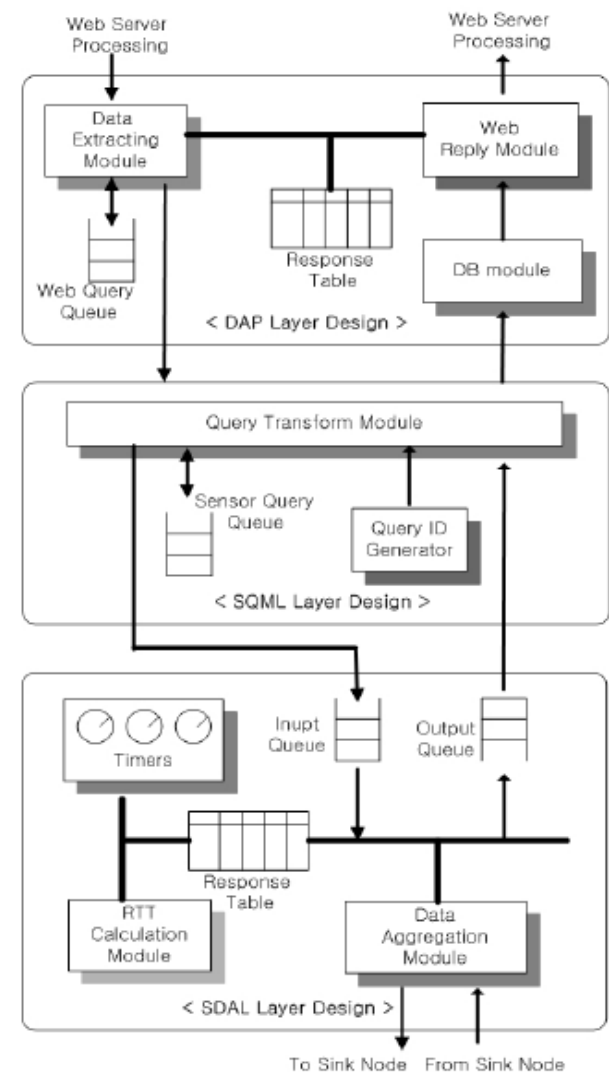 Web Server
Processing
Web Server
Processing
Data
Extracting
Module
Web
Reply Module
Response
Table
DB module
Web Query
Queue
< DAP Layer Design >
Query Transform Module
Sensor Query
Queue
Query ID
Generator
< SQML Layer Design >
Timers
Inupt
Queue
Output
Queue
Response
Table
RTT
Calculation
Module
Data
Aggregation
Module
< SDAL Layer Design >
To Sink Node
From Sink Node